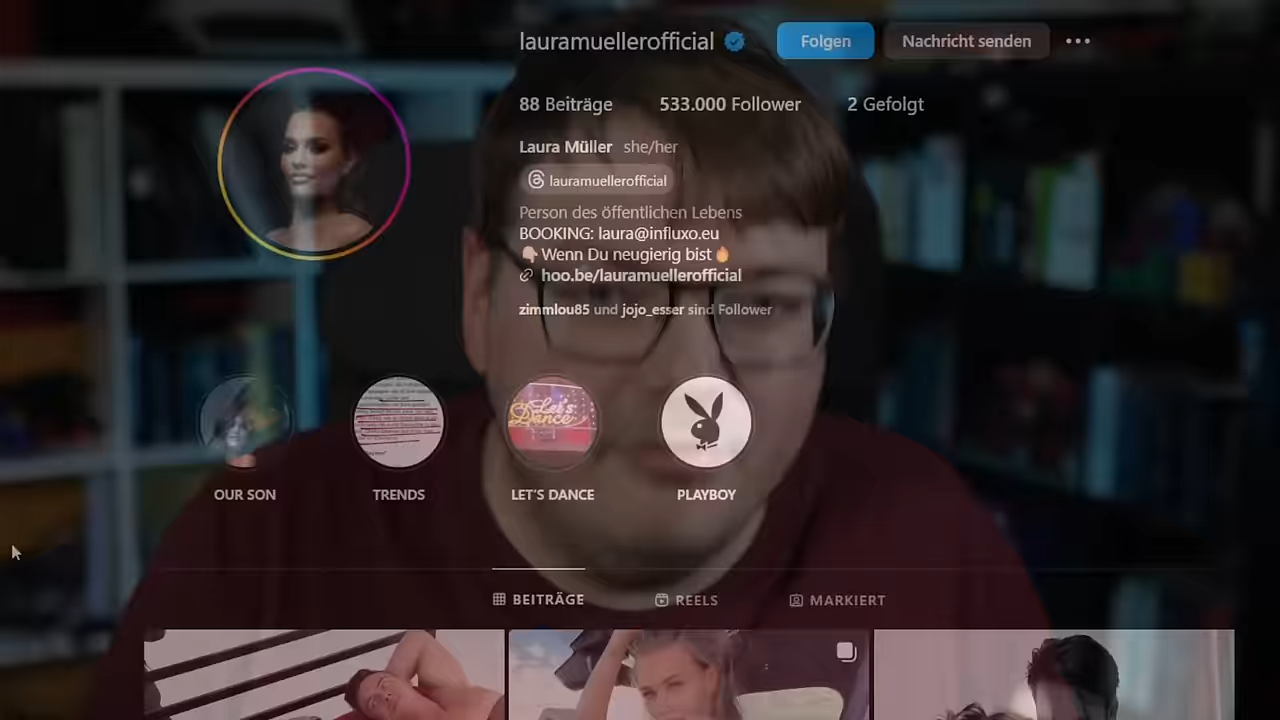 lauramuellerofficial
Folgen
Nachricht senden
88 Beiträge
533.000 Follower
2 Gefolgt
Laura Müller she/her
lauramuellerofficial
Person des öffentlichen Lebens
BOOKING: laura@influxo.eu
👇🏼Wenn Du neugierig bist🔥
hoo.be/lauramuellerofficial
zimmlou85 und jojo_esser sind Follower
Let's Dance
OUR SON
TRENDS
LET'S DANCE
PLAYBOY
BEITRÄGE
REELS
MARKIERT